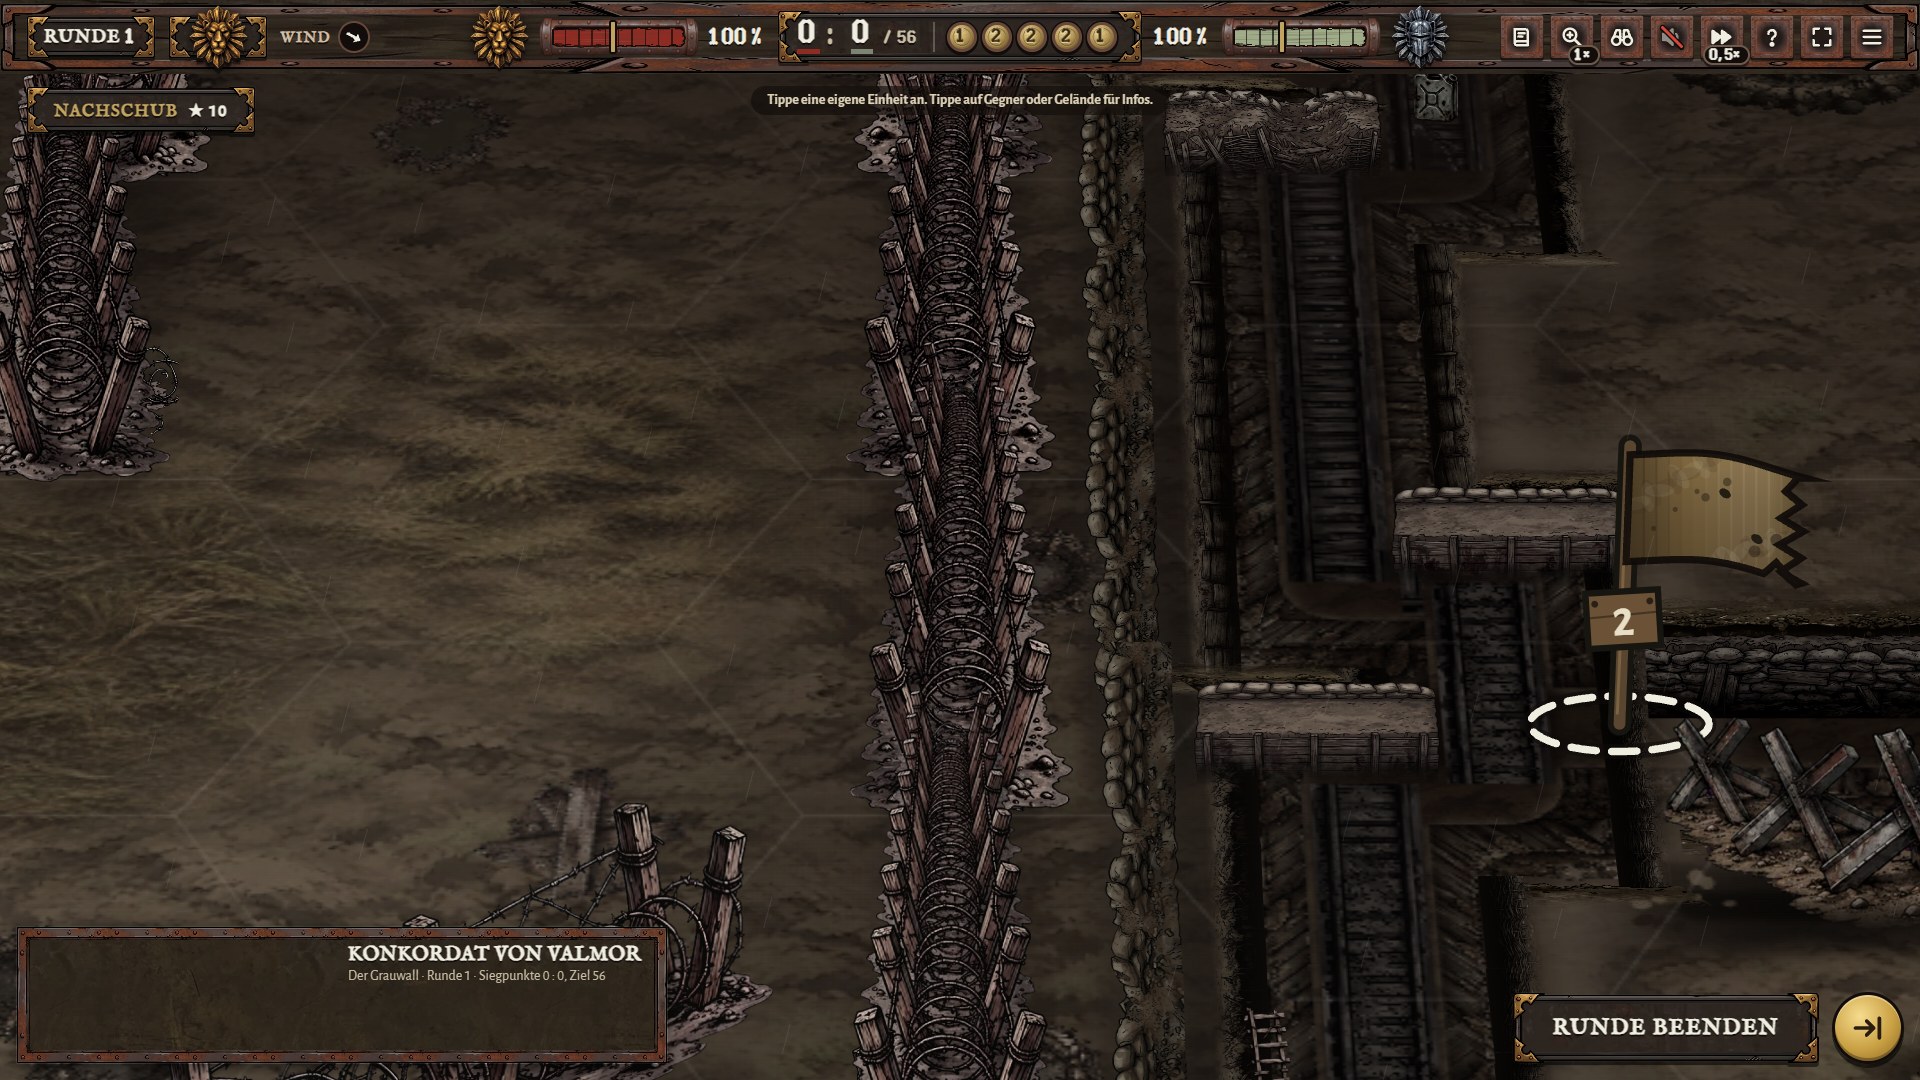 RUNDE 1
WIND
100 %
0 : 0 / 56
1 2 2 2 1
100 %
1×
0,5×
?
NACHSCHUB ★ 10
Tippe eine eigene Einheit an. Tippe auf Gegner oder Gelände für Infos.
2
KONKORDAT VON VALMOR
Der Grauwall · Runde 1 · Siegpunkte 0 : 0, Ziel 56
RUNDE BEENDEN